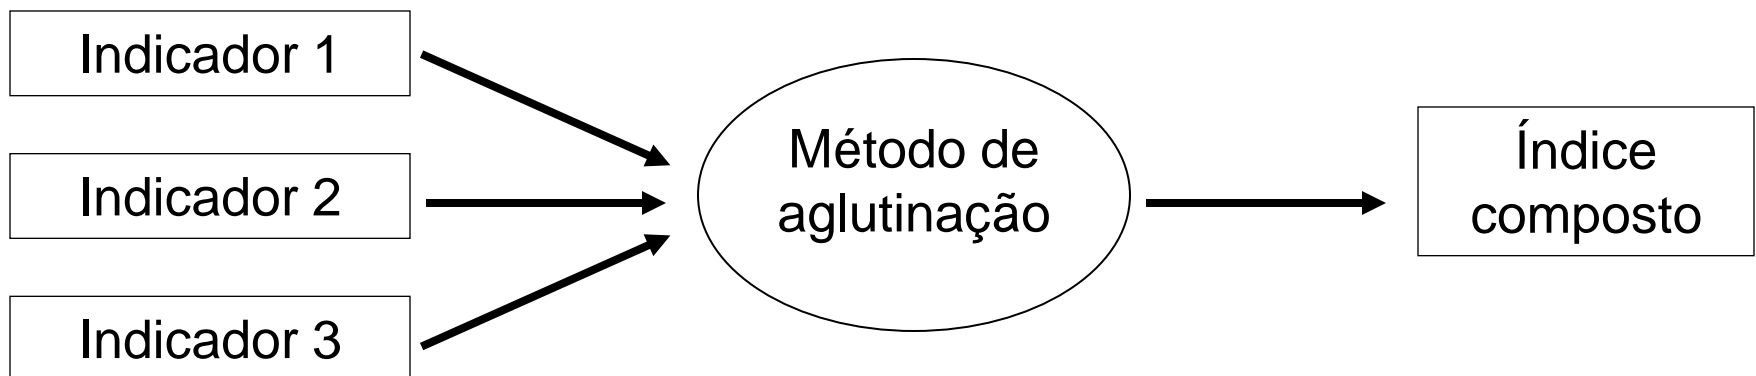 Indicador 1
Indicador 2
Indicador 3
Método de
aglutinação
Índice
composto